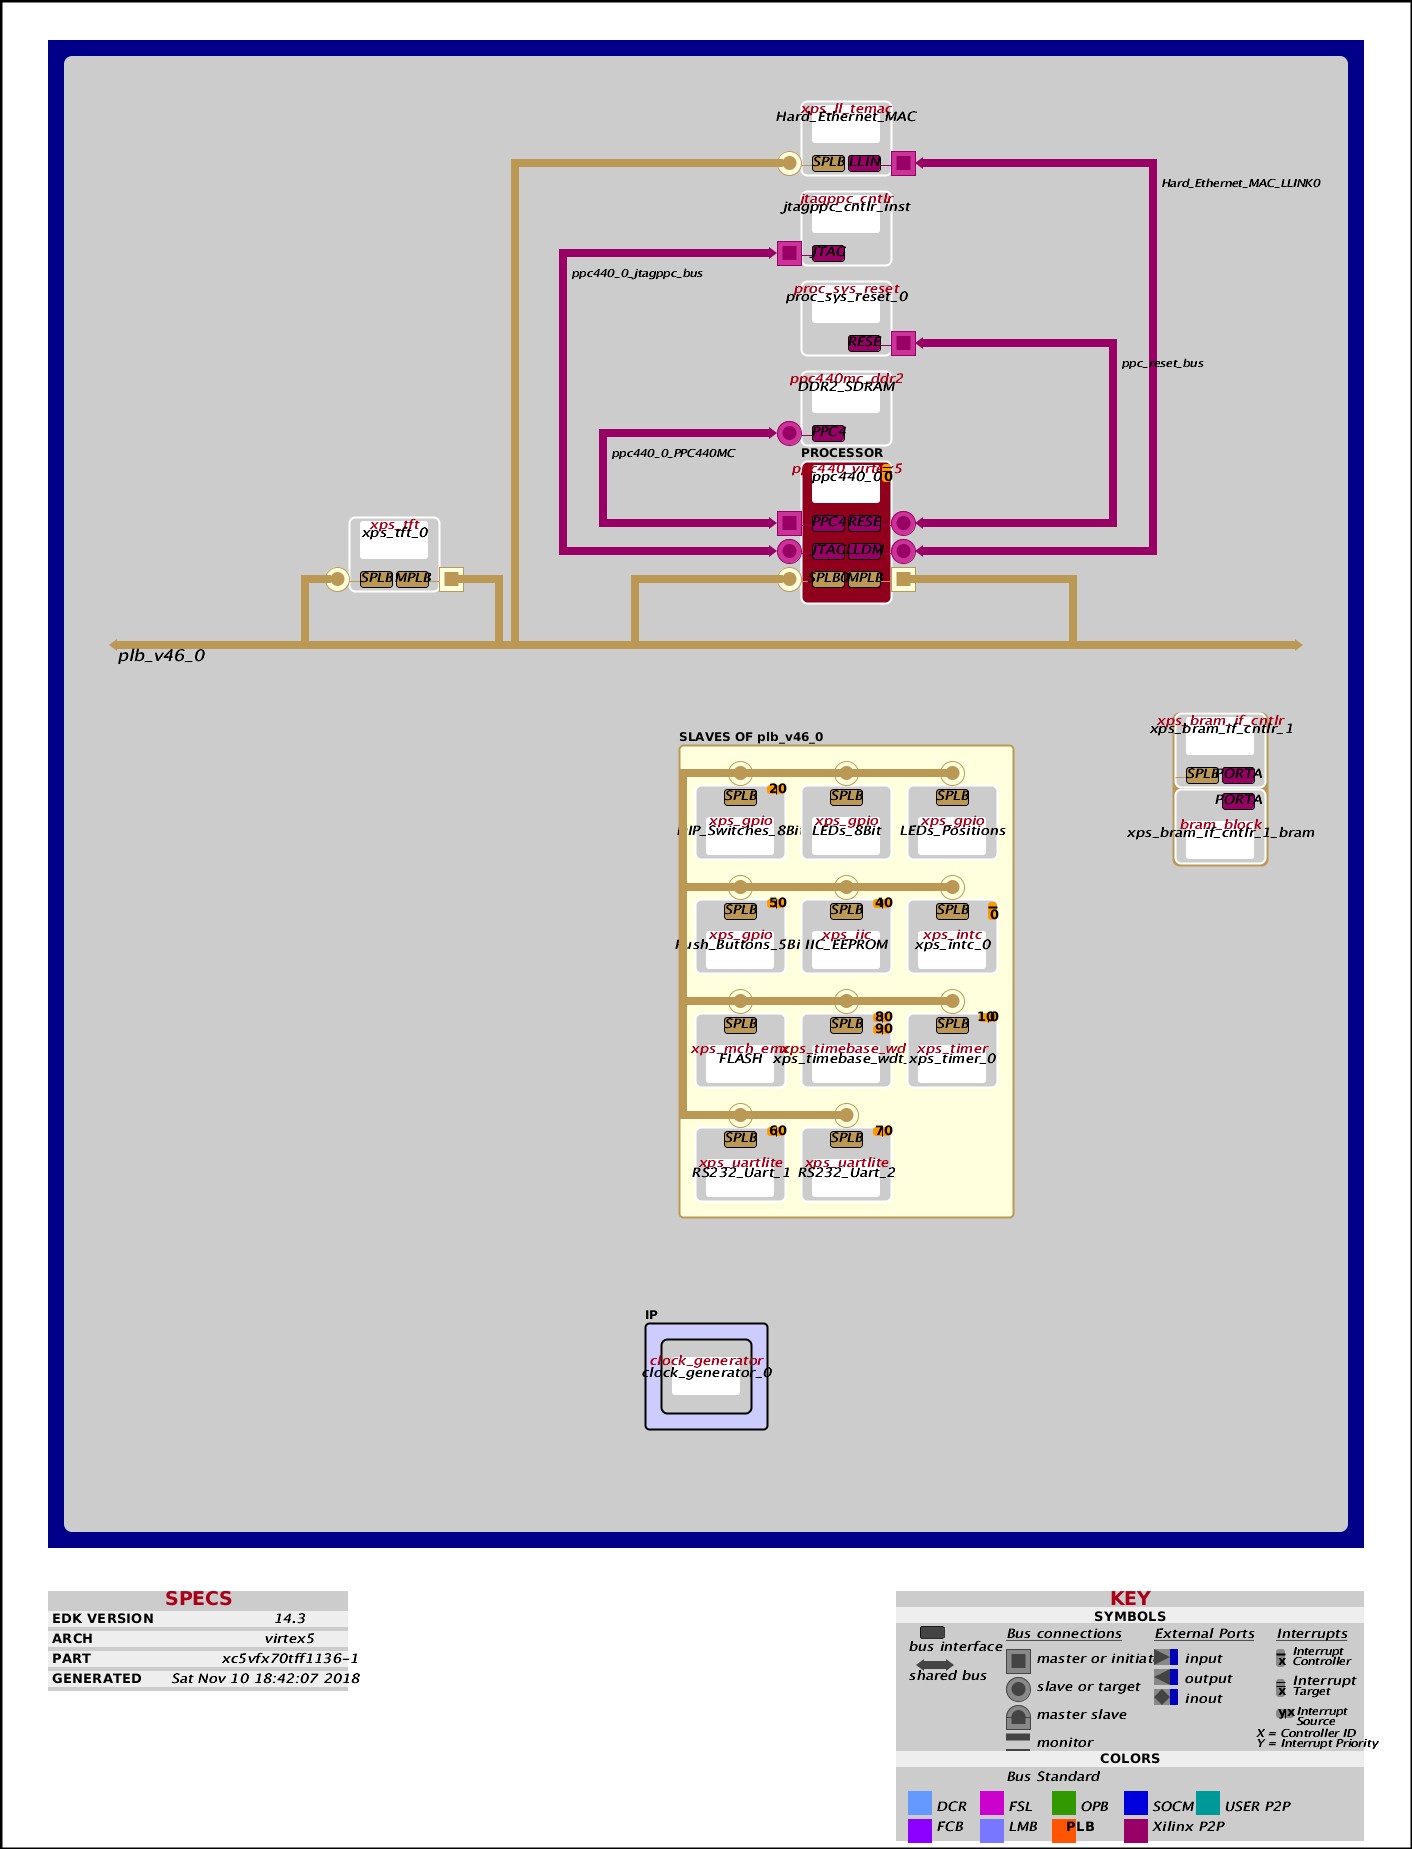 xps_ll_temac
Hard_Ethernet_MAC
SPLB LLIN
Hard_Ethernet_MAC_LLINK0
jtagppc_cntlr
jtagppc_cntlr_inst
JTAG
ppc440_0_jtagppc_bus
proc_sys_reset
proc_sys_reset_0
RESE
ppc_reset_bus
ppc440mc_ddr2
DDR2_SDRAM
PPC4
ppc440_0_PPC440MC
PROCESSOR
ppc440_virtex5
ppc440_0
0
PPC4 RESE
JTAG LLDM
SPLB0 MPLB
xps_tft
xps_tft_0
SPLB MPLB
plb_v46_0
xps_bram_if_cntlr
xps_bram_if_cntlr_1
SPLB PORTA
PORTA
bram_block
xps_bram_if_cntlr_1_bram
SLAVES OF plb_v46_0
20
SPLB SPLB SPLB
xps_gpio xps_gpio xps_gpio
DIP_Switches_8Bit LEDs_8Bit LEDs_Positions
50 40 0
SPLB SPLB SPLB
xps_gpio xps_iic xps_intc
Push_Buttons_5Bi IIC_EEPROM xps_intc_0
80 90 100
SPLB SPLB SPLB
xps_mch_emc xps_timebase_wd xps_timer
FLASH xps_timebase_wdt_ xps_timer_0
60 70
SPLB SPLB
xps_uartlite xps_uartlite
RS232_Uart_1 RS232_Uart_2
IP
clock_generator
clock_generator_0
SPECS
EDK VERSION 14.3
ARCH virtex5
PART xc5vfx70tff1136-1
GENERATED Sat Nov 10 18:42:07 2018
KEY
SYMBOLS
bus interface
shared bus
Bus connections
master or initiat
slave or target
master slave
monitor
External Ports
input
output
inout
Interrupts
x Interrupt Controller
x Interrupt Target
yx Interrupt Source
X = Controller ID
Y = Interrupt Priority
COLORS
Bus Standard
DCR FSL OPB SOCM USER P2P
FCB LMB PLB Xilinx P2P